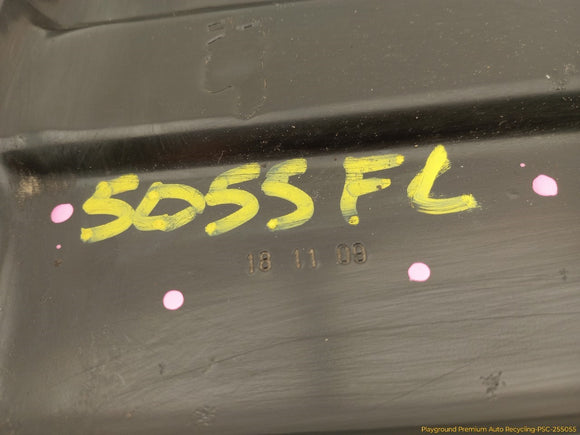 5055 FL
18 11 09
Playground Premium Auto Recycling-PSC-255055